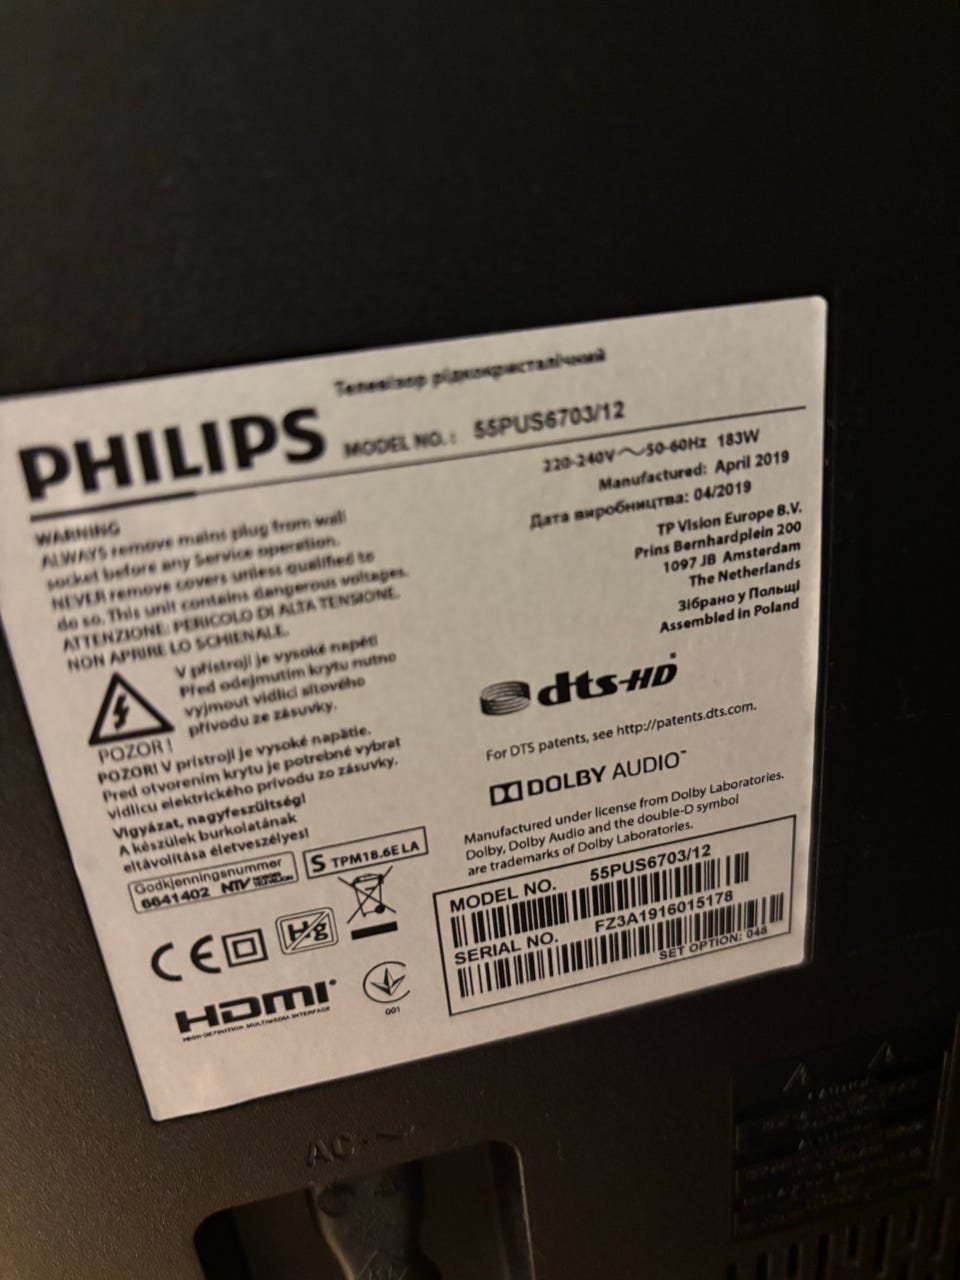 Телевізор рідкокристалічний
PHILIPS MODEL NO.: 55PUS6703/12
220-240V ~ 50-60Hz 183W
Manufactured: April 2019
Дата виробництва: 04/2019
TP Vision Europe B.V.
Prins Bernhardplein 200
1097 JB Amsterdam
The Netherlands
Зібрано у Польщі
Assembled in Poland
WARNING
ALWAYS remove mains plug from wall
socket before any Service operation.
NEVER remove covers unless qualified to
do so. This unit contains dangerous voltages.
ATTENZIONE: PERICOLO DI ALTA TENSIONE.
NON APRIRE LO SCHIENALE.
V přístroji je vysoké napětí
Před odejmutím krytu nutno
vyjmout vidlici síťového
přívodu ze zásuvky.
POZOR!
POZOR! V prístroji je vysoké napätie.
Pred otvorením krytu je potrebné vybrat
vidlicu elektrického prívodu zo zásuvky.
Vigyázat, nagyfeszültség!
A készülek burkolatának
eltávolítása életveszélyes!
Godkjenningsnummer
6641402 NTV
S TPM18.6E LA
CE
Hg
HDMI
HIGH-DEFINITION MULTIMEDIA INTERFACE
001
dts-HD
For DTS patents, see http://patents.dts.com.
DOLBY AUDIO™
Manufactured under license from Dolby Laboratories.
Dolby, Dolby Audio and the double-D symbol
are trademarks of Dolby Laboratories.
MODEL NO. 55PUS6703/12
SERIAL NO. FZ3A1916015178
SET OPTION: 048
AC ~